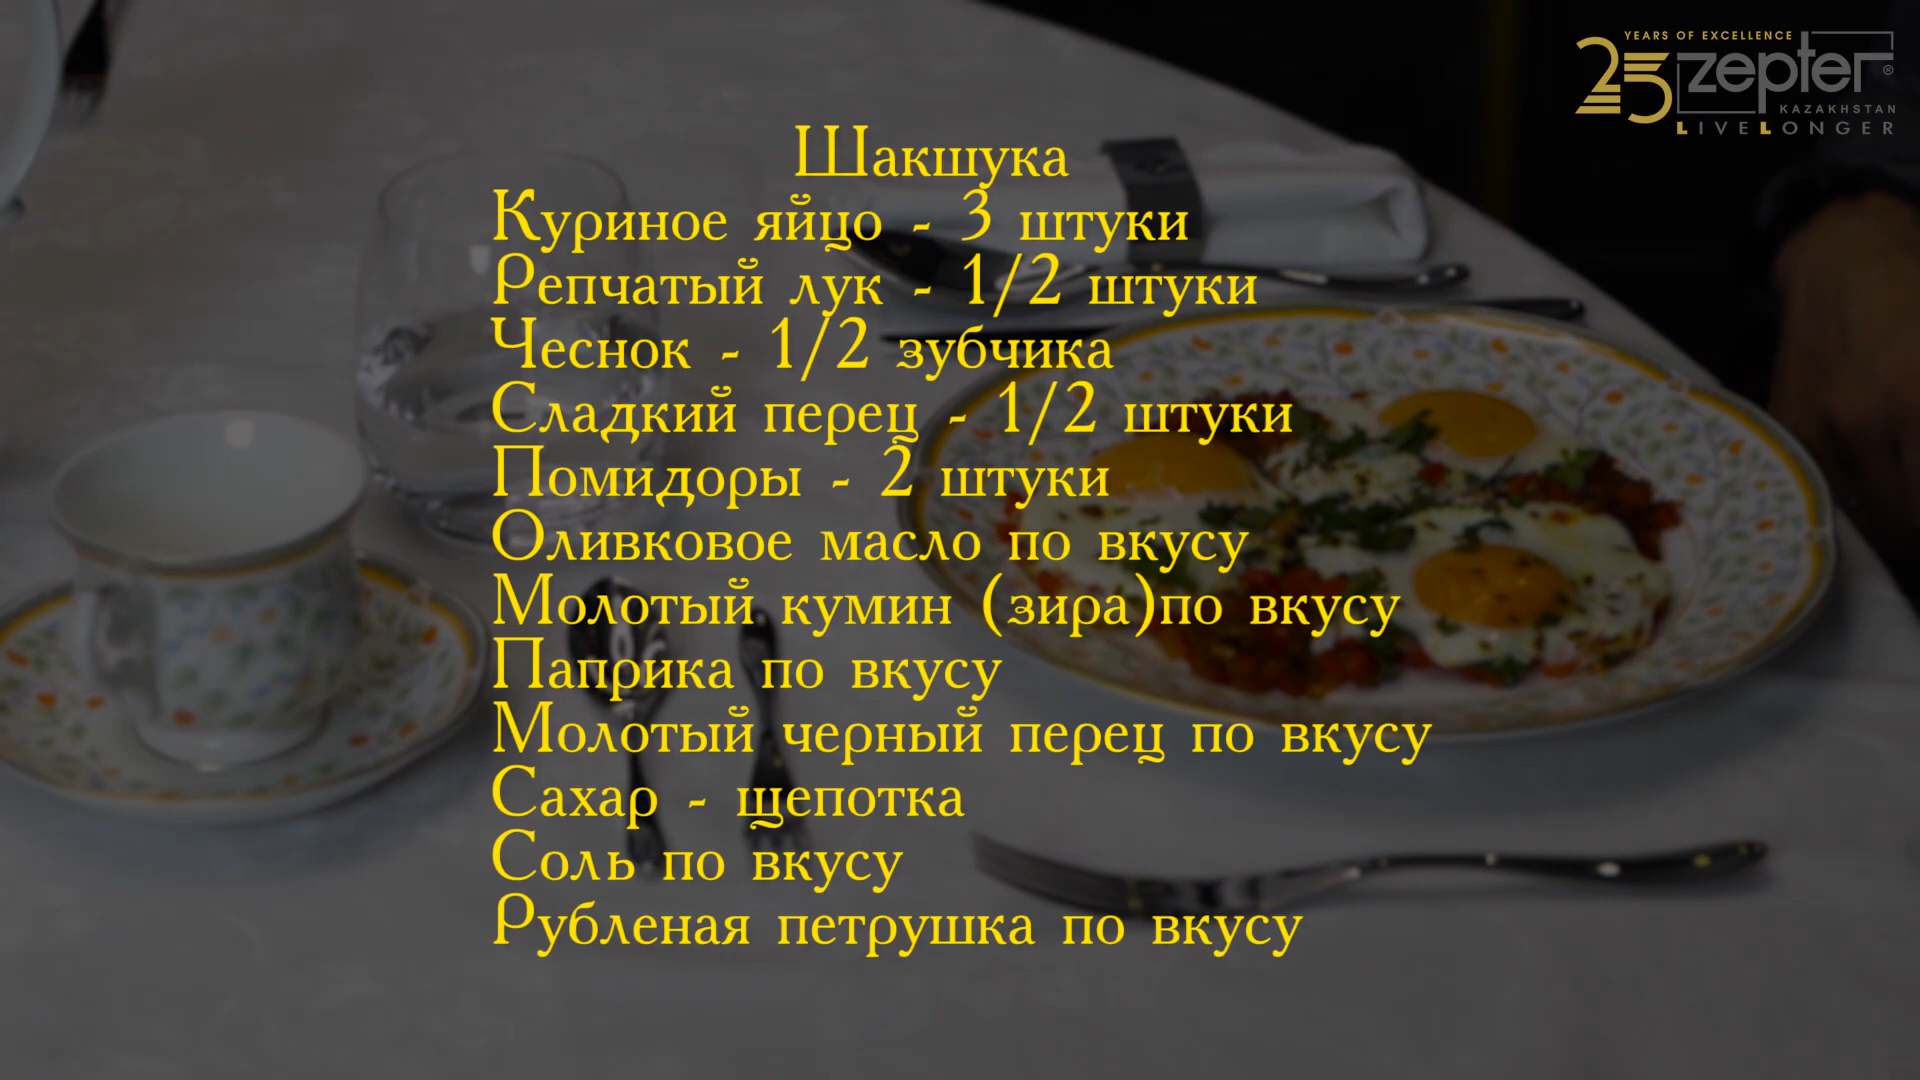 YEARS OF EXCELLENCE
25 zepter®
KAZAKHSTAN
LIVE LONGER
Шакшука
Куриное яйцо - 3 штуки
Репчатый лук - 1/2 штуки
Чеснок - 1/2 зубчика
Сладкий перец - 1/2 штуки
Помидоры - 2 штуки
Оливковое масло по вкусу
Молотый кумин (зира)по вкусу
Паприка по вкусу
Молотый черный перец по вкусу
Сахар - щепотка
Соль по вкусу
Рубленая петрушка по вкусу